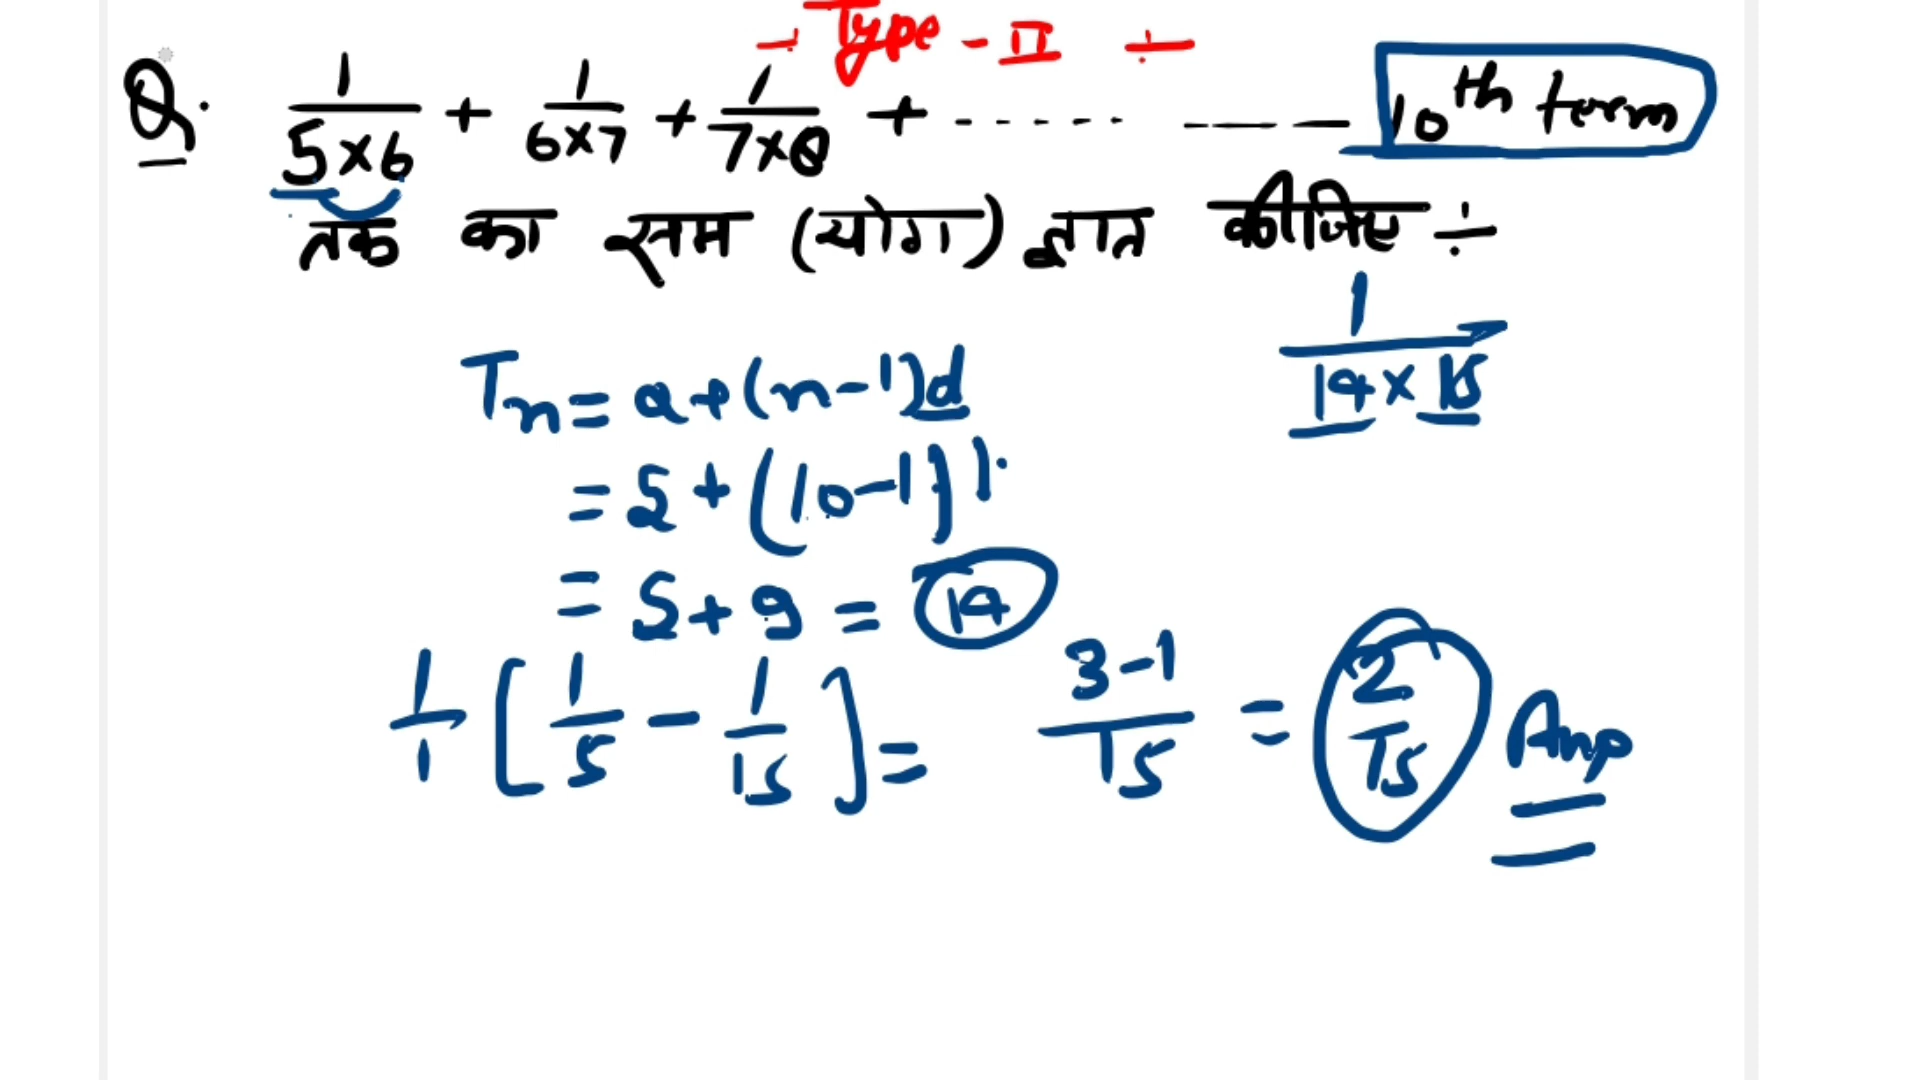 ÷ Type - II ÷
Q. 1/5×6 + 1/6×7 + 1/7×8 + ........ ——— 10th term
तक का सम (योग) ज्ञात कीजिए ÷
1/14×15
Tn = a+(n-1)d
= 5+(10-1)1.
= 5+9 = 14
1/1 [1/5 - 1/15] = 3-1/15 = 2/15 Ans